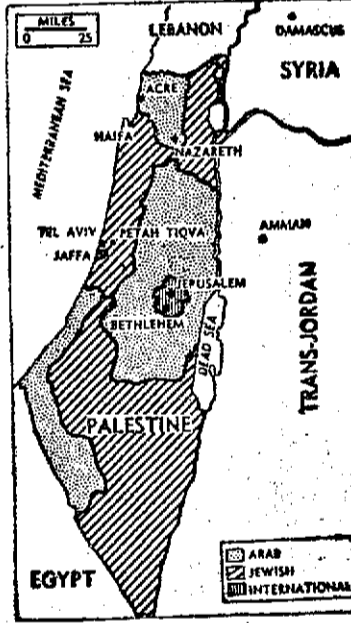 MILES
0 25
LEBANON
DAMASCUS
SYRIA
MEDITERRANEAN SEA
ACRE
HAIFA
NAZARETH
TEL AVIV
PETAH TIQVA
JAFFA
AMMAN
JERUSALEM
BETHLEHEM
DEAD SEA
TRANS-JORDAN
PALESTINE
EGYPT
ARAB
JEWISH
INTERNATIONAL